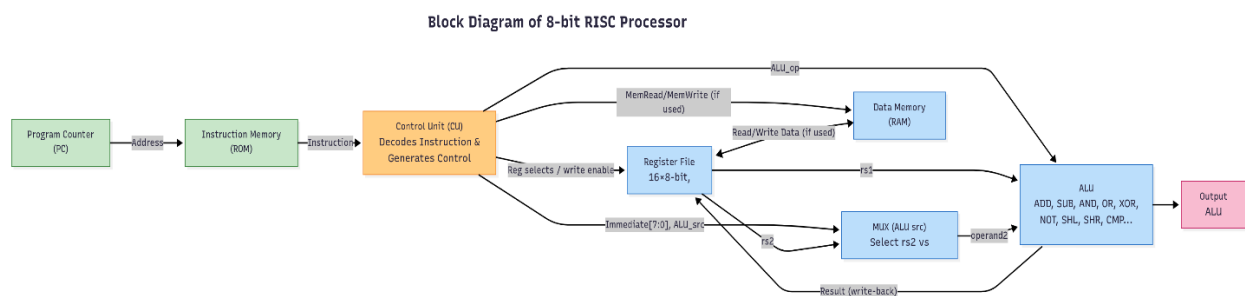 Block Diagram of 8-bit RISC Processor
ALU_op
MemRead/MemWrite (if
used)
Data Memory
(RAM)
Program Counter
(PC)
Address
Instruction Memory
(ROM)
Instruction
Control Unit (CU)
Decodes Instruction &
Generates Control
Read/Write Data (if used)
Reg selects / write enable
Register File
16×8-bit,
rs1
ALU
ADD, SUB, AND, OR, XOR,
NOT, SHL, SHR, CMP...
Output
ALU
Immediate[7:0], ALU_src
rs2
MUX (ALU src)
Select rs2 vs
operand2
Result (write-back)